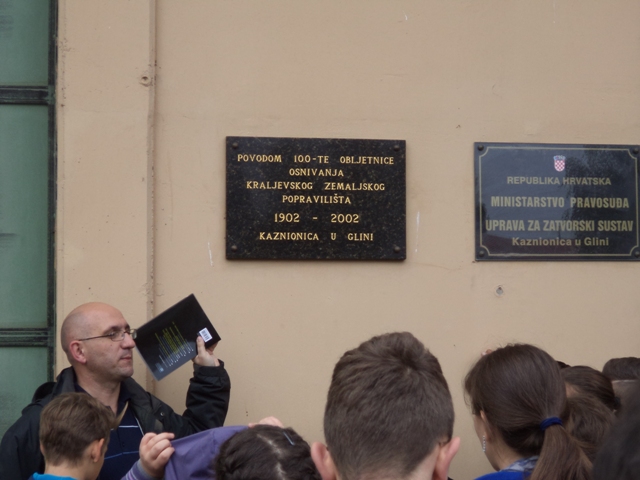 POVODOM 100-TE OBLJETNICE
OSNIVANJA
KRALJEVSKOG ZEMALJSKOG
POPRAVILIŠTA
1902 - 2002
KAZNIONICA U GLINI
REPUBLIKA HRVATSKA
MINISTARSTVO PRAVOSUĐA
UPRAVA ZA ZATVORSKI SUSTAV
Kaznionica u Glini